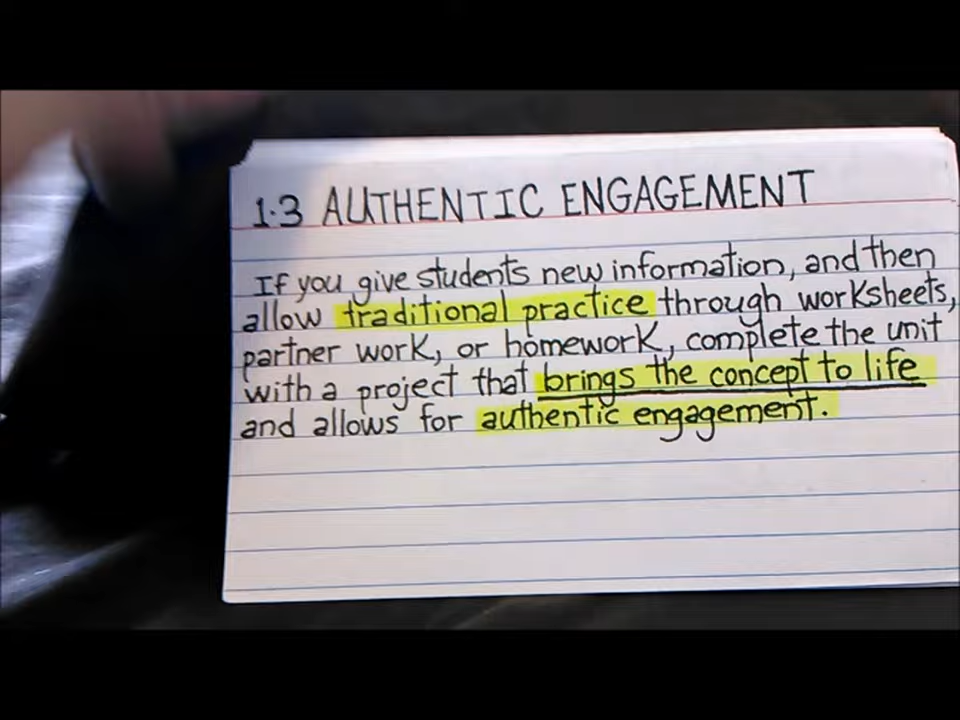 1.3 AUTHENTIC ENGAGEMENT
If you give students new information, and then
allow traditional practice through worksheets,
partner work, or homework, complete the unit
with a project that brings the concept to life
and allows for authentic engagement.